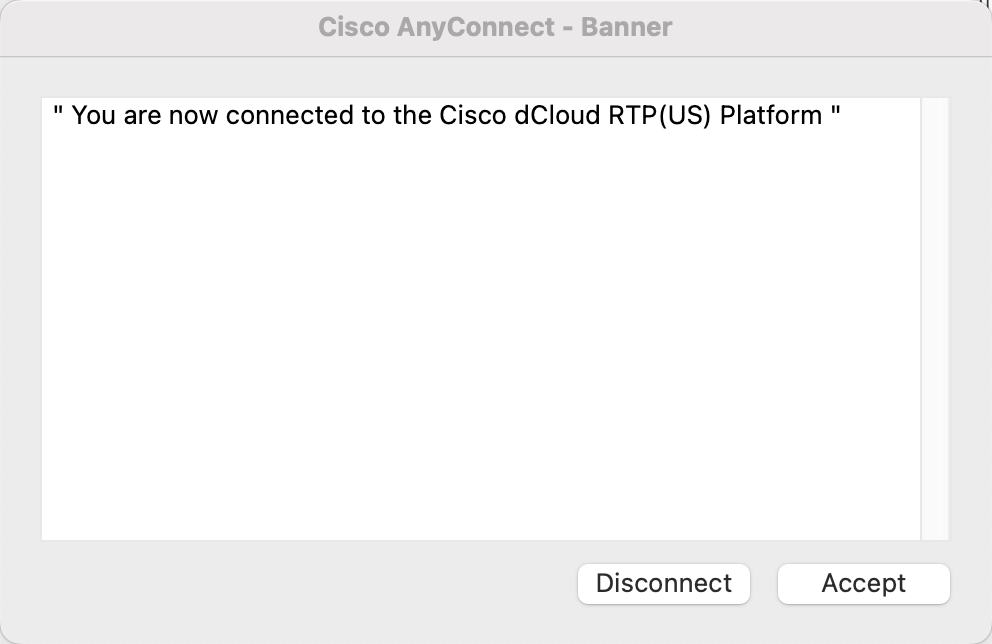 Cisco AnyConnect - Banner
" You are now connected to the Cisco dCloud RTP(US) Platform "
Disconnect
Accept